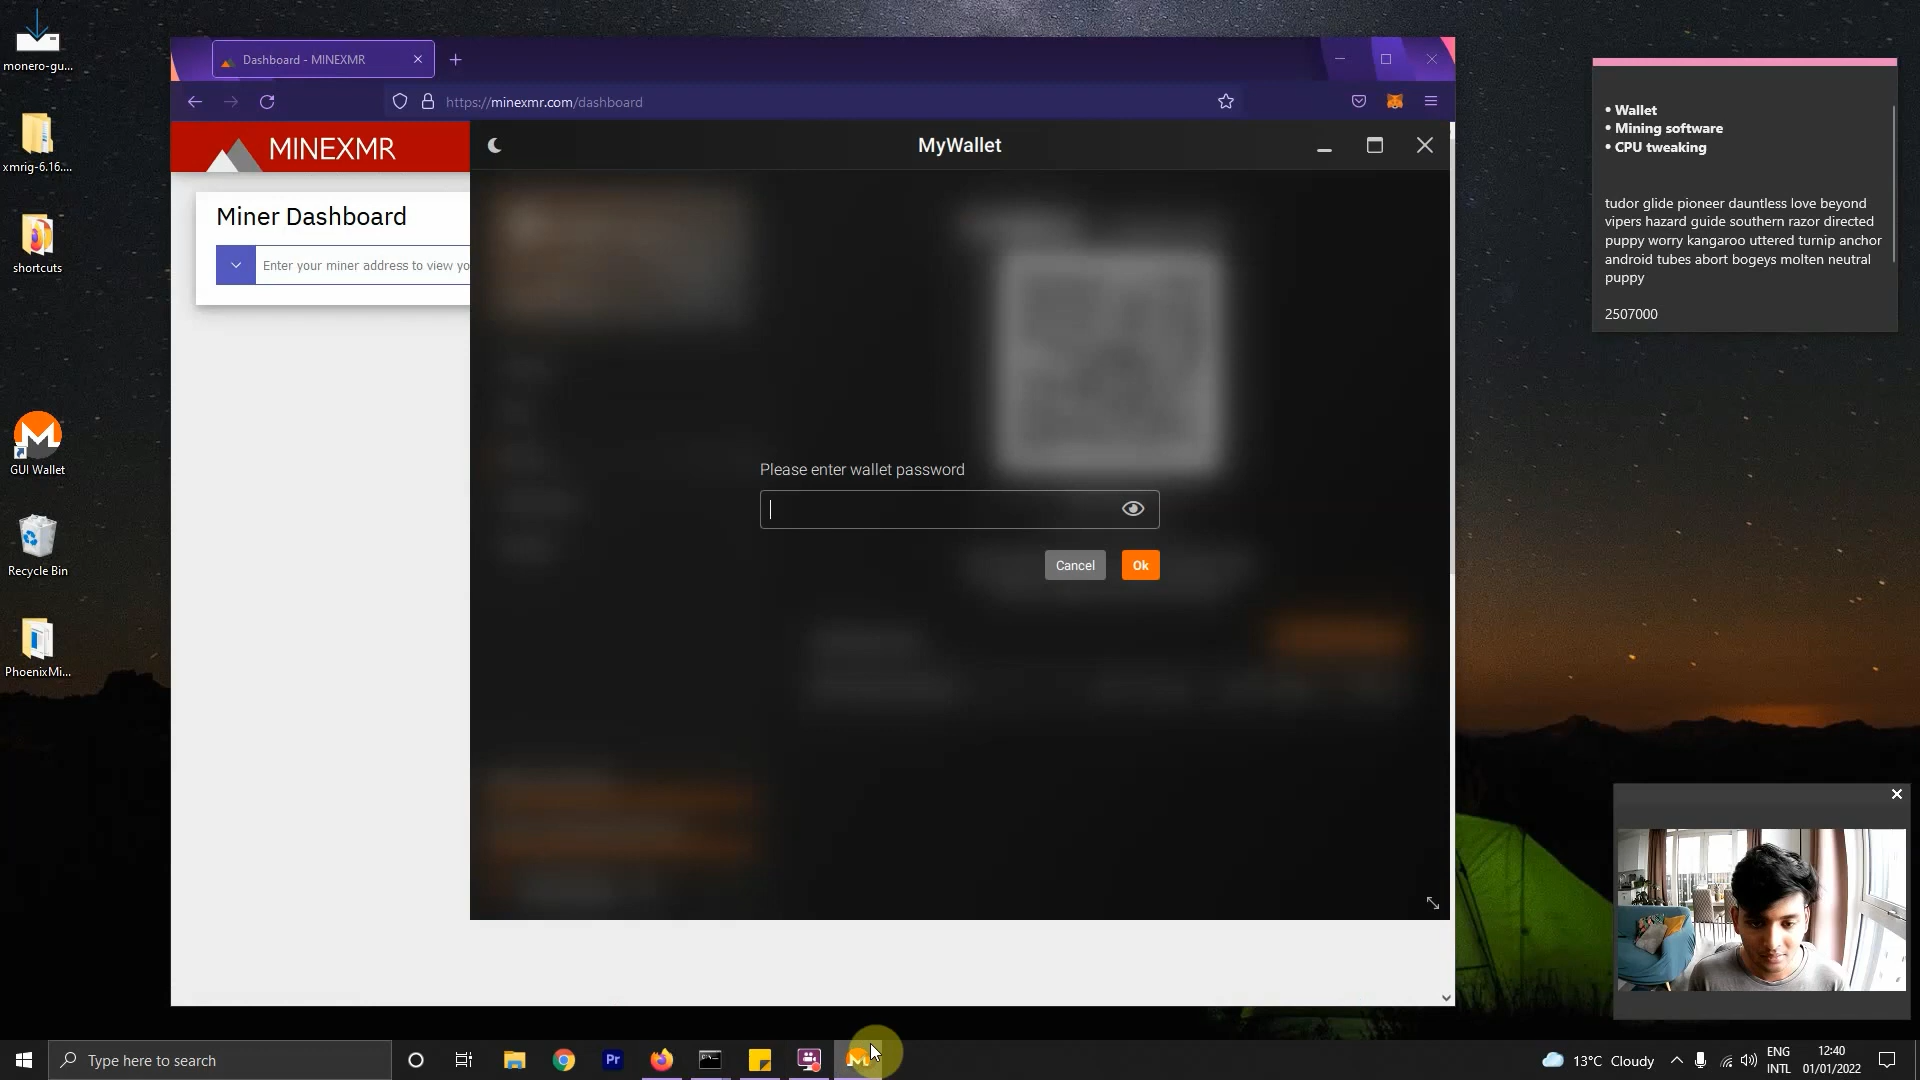 monero-gu...
xmrig-6.16....
shortcuts
GUI Wallet
Recycle Bin
PhoenixMi...
Dashboard - MINEXMR
https://minexmr.com/dashboard
MINEXMR
Miner Dashboard
Enter your miner address to view yo
MyWallet
Please enter wallet password
Cancel
Ok
• Wallet
• Mining software
• CPU tweaking
tudor glide pioneer dauntless love beyond
vipers hazard guide southern razor directed
puppy worry kangaroo uttered turnip anchor
android tubes abort bogeys molten neutral
puppy
2507000
Type here to search
Pr
13°C Cloudy
ENG
INTL
12:40
01/01/2022